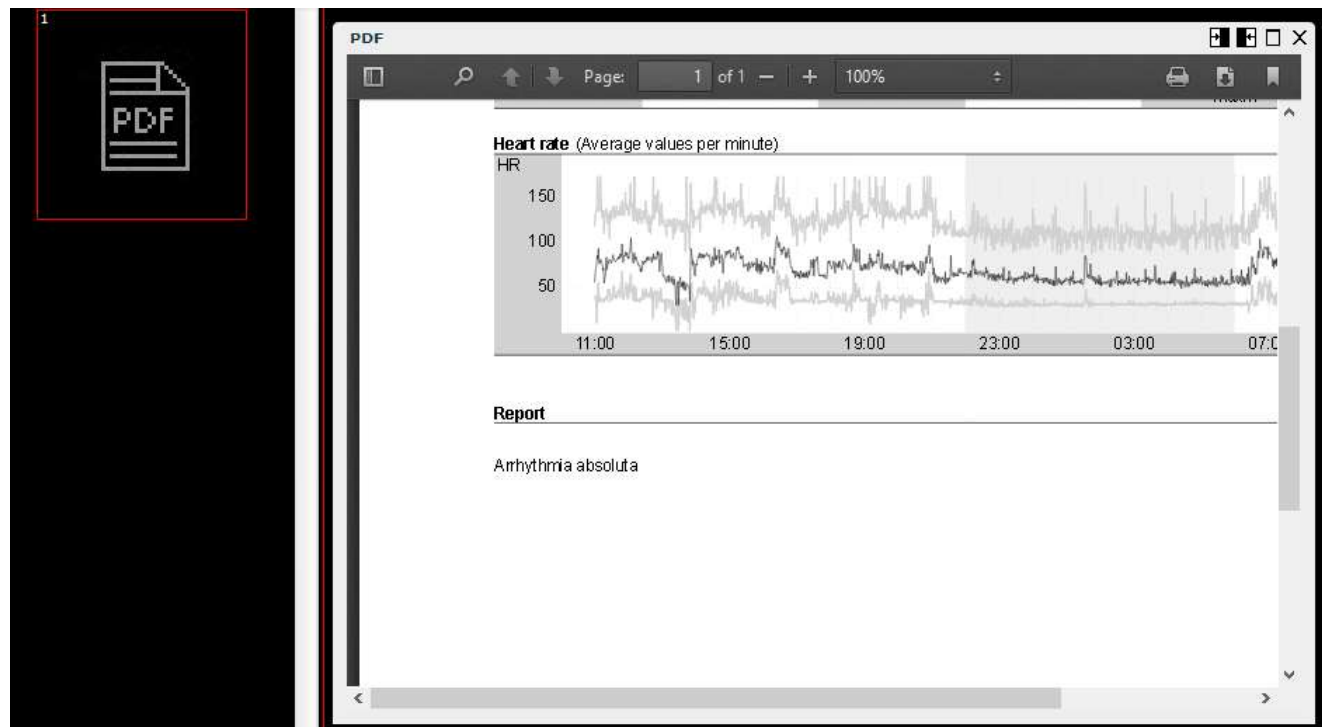 1
PDF
PDF
Page: 1 of 1 100%
Heart rate (Average values per minute)
HR
150
100
50
11:00 15:00 19:00 23:00 03:00
Report
Arrhythmia absoluta